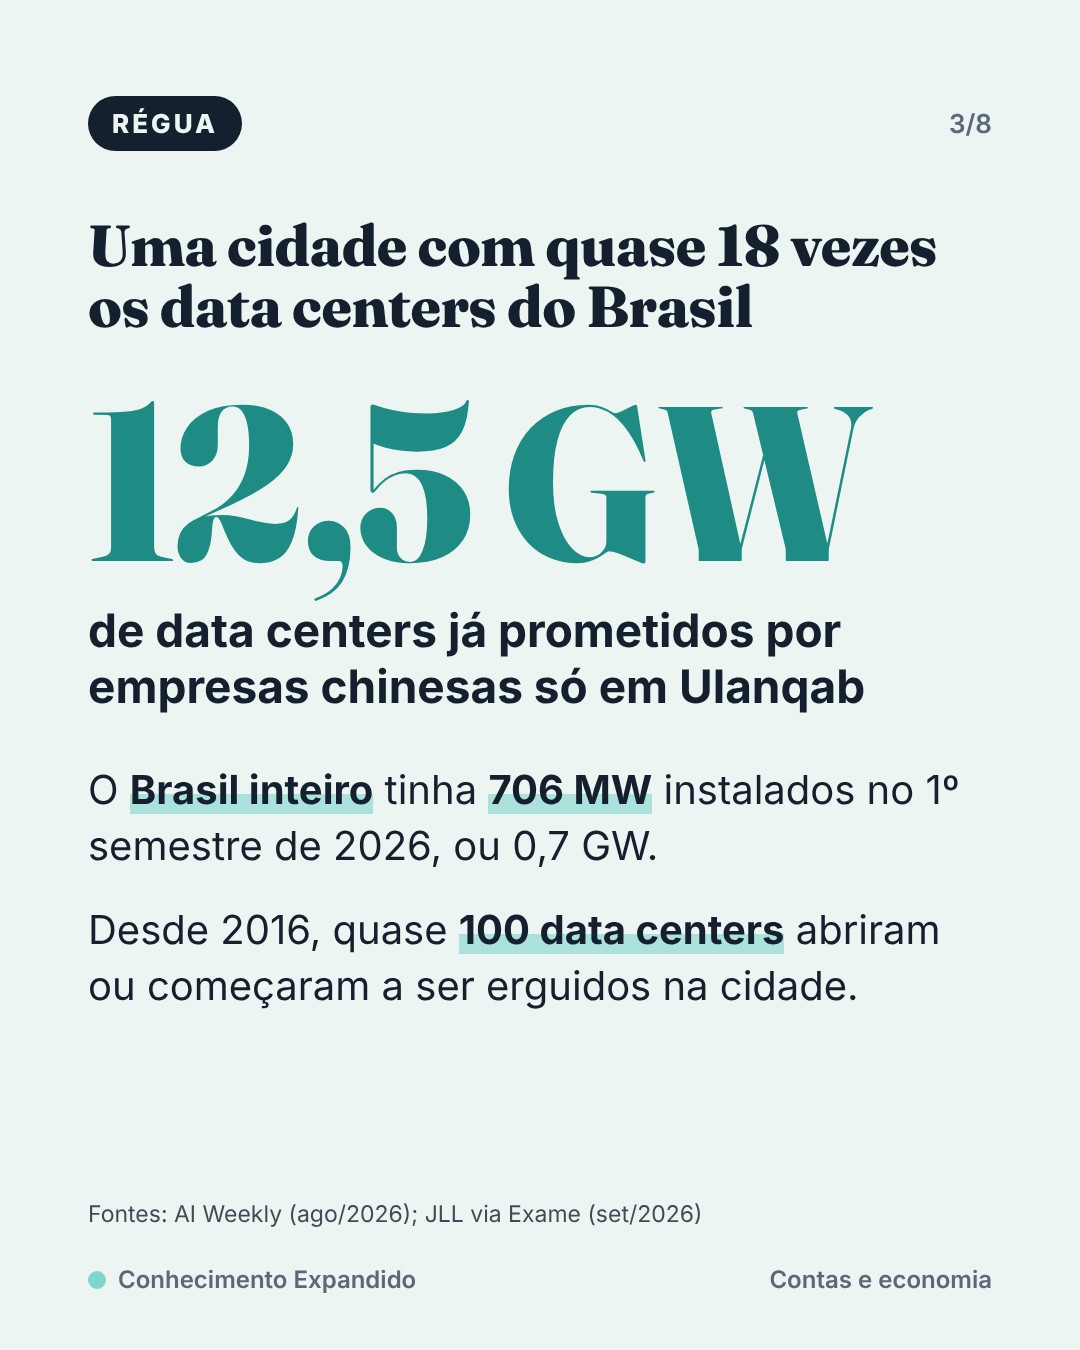 RÉGUA
3/8
Uma cidade com quase 18 vezes
os data centers do Brasil
12,5 GW
de data centers já prometidos por
empresas chinesas só em Ulanqab
O Brasil inteiro tinha 706 MW instalados no 1º
semestre de 2026, ou 0,7 GW.
Desde 2016, quase 100 data centers abriram
ou começaram a ser erguidos na cidade.
Fontes: AI Weekly (ago/2026); JLL via Exame (set/2026)
Conhecimento Expandido
Contas e economia